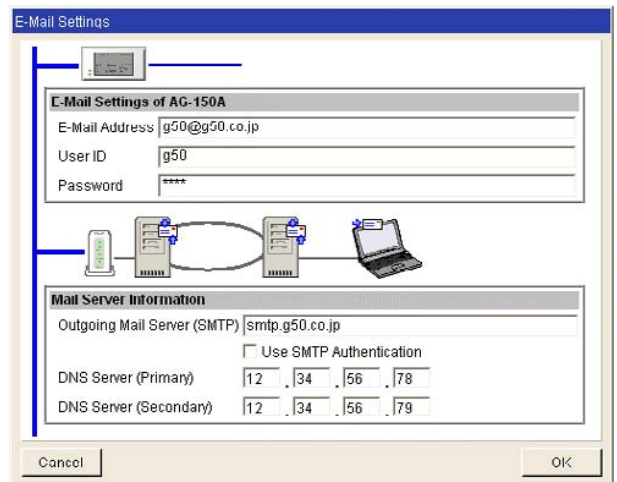 E-Mail Settings
E-Mail Settings of AG-150A
E-Mail Address g50@g50.co.jp
User ID g50
Password ****
Mail Server Information
Outgoing Mail Server (SMTP) smtp.g50.co.jp
Use SMTP Authentication
DNS Server (Primary) 12 . 34 . 56 . 78
DNS Server (Secondary) 12 . 34 . 56 . 79
Cancel OK